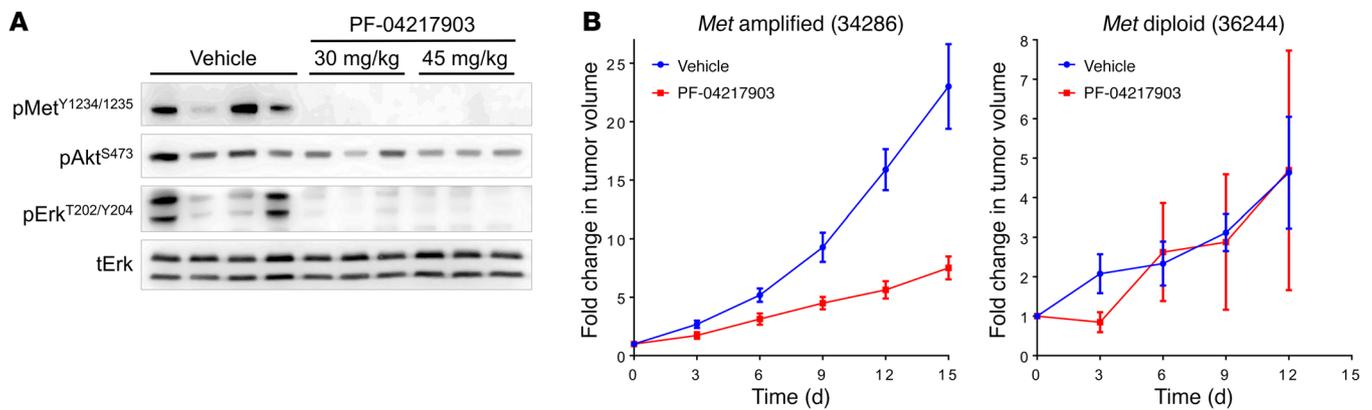 A
PF-04217903
Vehicle
30 mg/kg
45 mg/kg
pMetY1234/1235
pAktS473
pErkT202/Y204
tErk
B
Met amplified (34286)
Vehicle
PF-04217903
Fold change in tumor volume
25
20
15
10
5
0
0 3 6 9 12 15
Time (d)
Met diploid (36244)
Vehicle
PF-04217903
Fold change in tumor volume
8
7
6
5
4
3
2
1
0
0 3 6 9 12 15
Time (d)